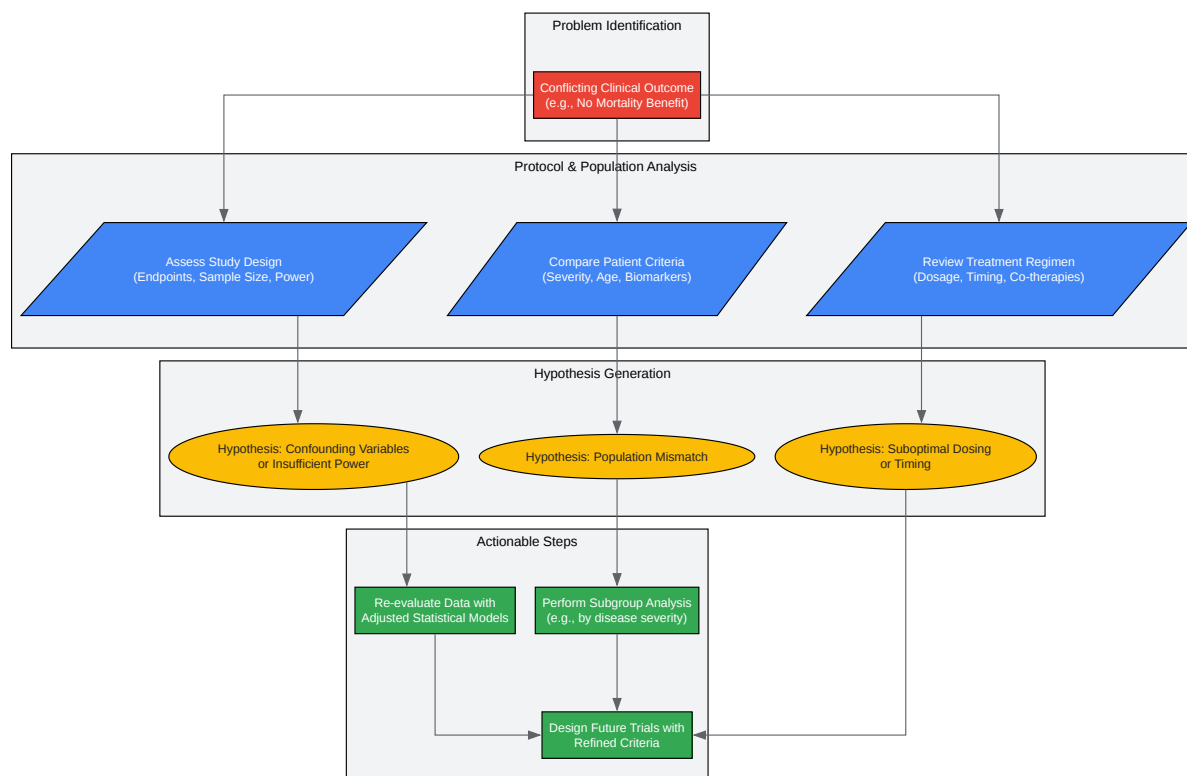 Problem Identification
Conflicting Clinical Outcome
(e.g., No Mortality Benefit)
Protocol & Population Analysis
Assess Study Design
(Endpoints, Sample Size, Power)
Compare Patient Criteria
(Severity, Age, Biomarkers)
Review Treatment Regimen
(Dosage, Timing, Co-therapies)
Hypothesis Generation
Hypothesis: Confounding Variables
or Insufficient Power
Hypothesis: Population Mismatch
Hypothesis: Suboptimal Dosing
or Timing
Actionable Steps
Re-evaluate Data with
Adjusted Statistical Models
Perform Subgroup Analysis
(e.g., by disease severity)
Design Future Trials with
Refined Criteria